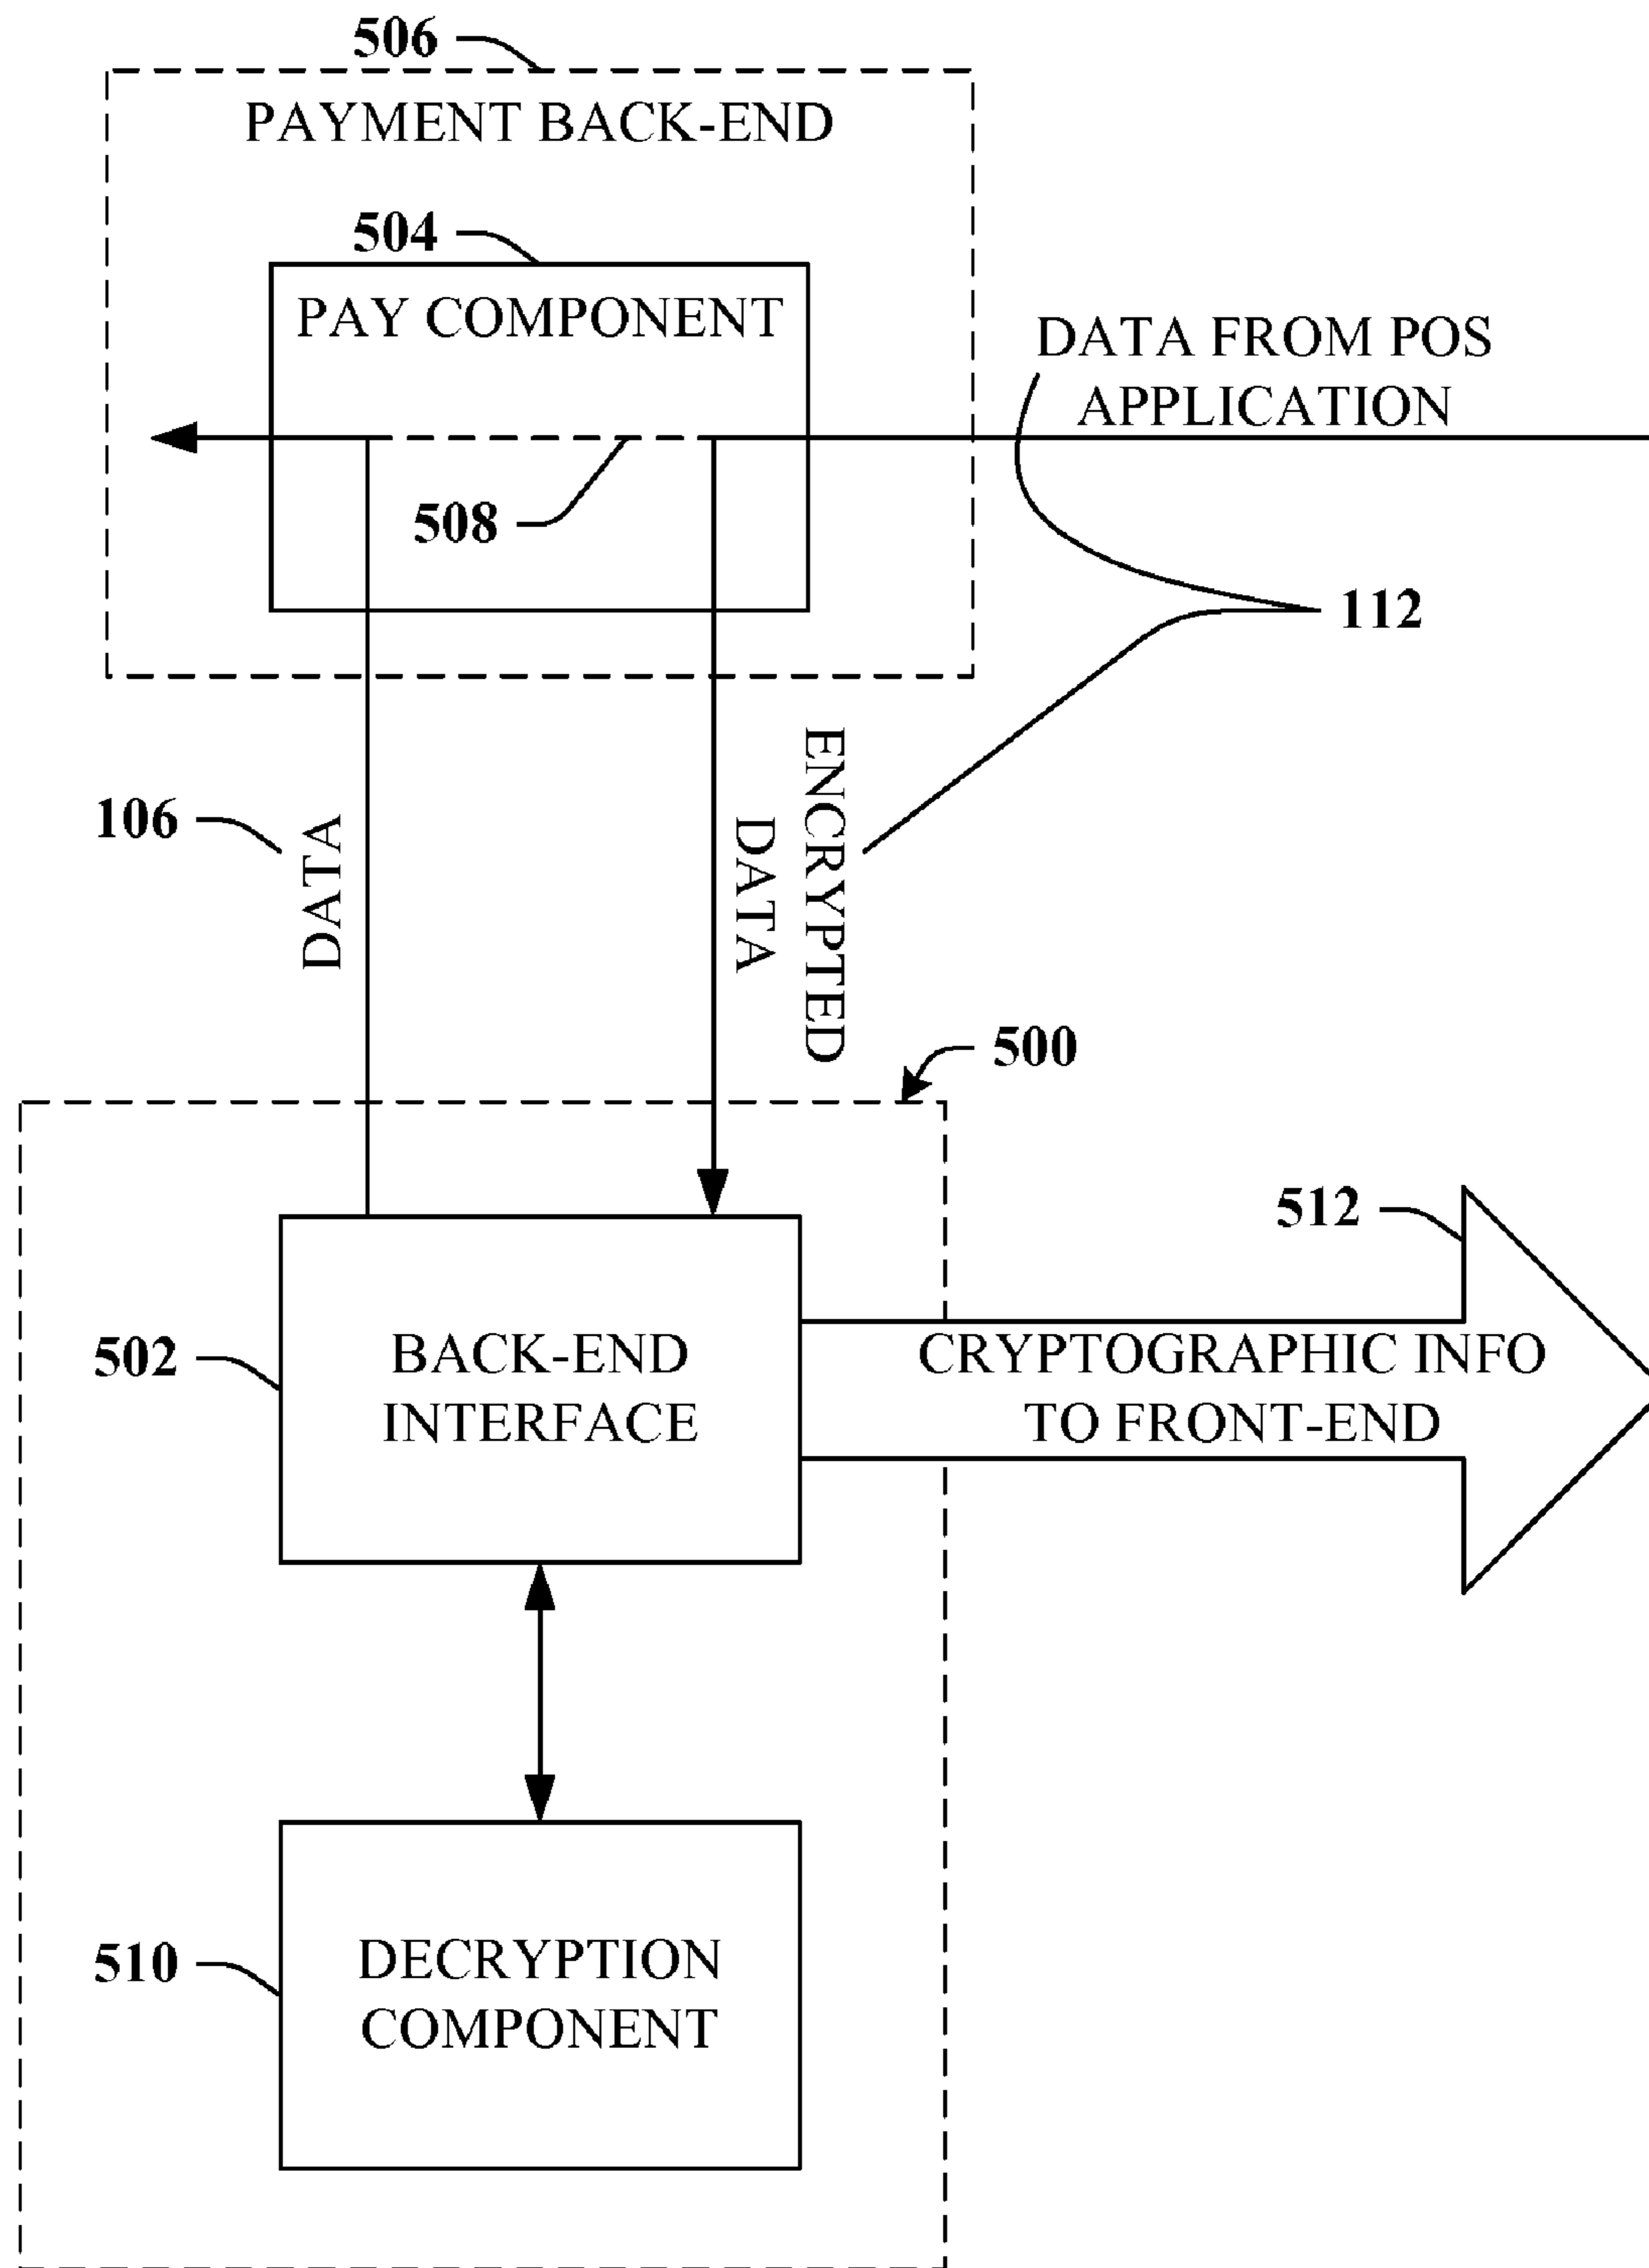 506
PAYMENT BACK-END
504
PAY COMPONENT
DATA FROM POS
APPLICATION
508
112
106
DATA
ENCRYPTED
DATA
500
512
502
BACK-END
INTERFACE
CRYPTOGRAPHIC INFO
TO FRONT-END
510
DECRYPTION
COMPONENT